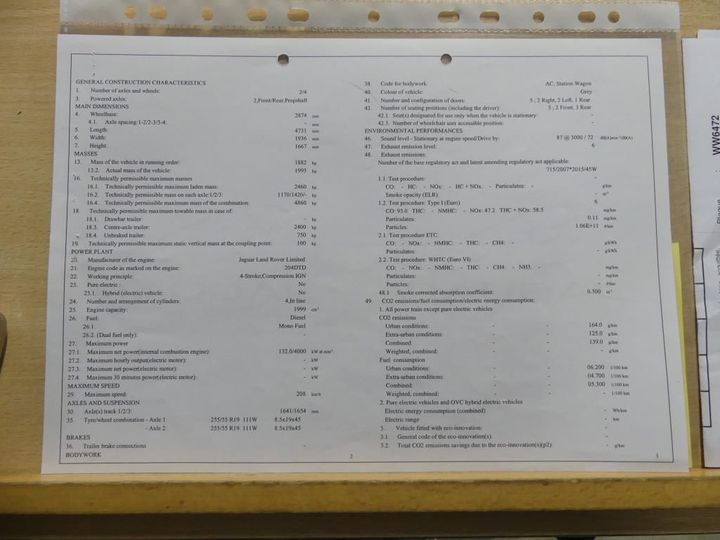 GENERAL CONSTRUCTION CHARACTERISTICS
1. Number of axles and wheels: 2/4
3. Powered axles: 2,Front/Rear,Propshaft
MAIN DIMENSIONS
4. Wheelbase: 2874 mm
4.1. Axle spacing:1-2/2-3/3-4: - mm
5. Length: 4731 mm
6. Width: 1936 mm
7. Height: 1667 mm
MASSES
13. Mass of the vehicle in running order: 1882 kg
13.2. Actual mass of the vehicle: 1995 kg
16. Technically permissible maximum masses
16.1. Technically permissible maximum laden mass: 2460 kg
16.2. Technically permissible mass on each axle:1/2/3: 1170/1420/- kg
16.4. Technically permissible maximum mass of the combination: 4860 kg
18. Technically permissible maximum towable mass in case of:
18.1. Drawbar trailer: - kg
18.3. Centre-axle trailer: 2400 kg
18.4. Unbraked trailer: 750 kg
19. Technically permissible maximum static vertical mass at the coupling point: 100 kg
POWER PLANT
20. Manufacturer of the engine: Jaguar Land Rover Limited
21. Engine code as marked on the engine: 204DTD
22. Working principle: 4-Stroke,Compression IGN
23. Pure electric : No
23.1. Hybrid (electric) vehicle: No
24. Number and arrangement of cylinders: 4,In line
25. Engine capacity: 1999 cm³
26. Fuel: Diesel
26.1. Mono Fuel
26.2. (Dual fuel only): -
27. Maximum power
27.1. Maximum net power(internal combustion engine): 132.0/4000 kW at min⁻¹
27.2. Maximum hourly output(electric motor): - kW
27.3. Maximum net power(electric motor): - kW
27.4. Maximum 30 minutes power(electric motor): - kW
MAXIMUM SPEED
29. Maximum speed: 208 km/h
AXLES AND SUSPENSION
30. Axle(s) track 1/2/3: 1641/1654 mm
35. Tyre/wheel combination - Axle 1 255/55 R19 111W 8.5x19x45
- Axle 2 255/55 R19 111W 8.5x19x45
BRAKES
36. Trailer brake connections -
BODYWORK
2
38. Code for bodywork: AC, Station Wagon
40. Colour of vehicle: Grey
41. Number and configuration of doors: 5 ; 2 Right, 2 Left, 1 Rear
42. Number of seating positions (including the driver): 5 ; 2 Front, 3 Rear
42.1. Seat(s) designated for use only when the vehicle is stationary: -
42.3. Number of wheelchair user accessible position: -
ENVIRONMENTAL PERFORMANCES
46. Sound level - Stationary at engine speed/Drive by: 87 @ 3000 / 72 dB(A)min⁻¹/dB(A)
47. Exhaust emission level: 6
48. Exhaust emissions:
Number of the base regulatory act and latest amending regulatory act applicable:
715/2007*2015/45W
1.1. Test procedure: -
CO: - HC: - NOx: - HC + NOx: - Particulates: - g/km
Smoke opacity (ELR): - m⁻¹
1.2. Test procedure: Type I (Euro) 6
CO: 93.0 THC: - NMHC: - NOx: 47.2 THC + NOx: 58.5 mg/km
Particulates: 0.11 mg/km
Particles: 1.06E+11 #/km
2.1. Test procedure ETC:
CO: - NOx: - NMHC: - THC: - CH4: - g/kWh
Particulates: - g/kWh
2.2. Test procedure: WHTC (Euro VI) -
CO: - NOx: - NMHC: - THC: - CH4: - NH3: - mg/km
Particulates: - mg/km
Particles: - #/km
48.1 Smoke corrected absorption coefficient: 0.500 m⁻¹
49. CO2 emissions/fuel consumption/electric energy consumption:
1. All power train except pure electric vehicles
CO2 emissions
Urban conditions: - 164.0 g/km
Extra-urban conditions: - 125.0 g/km
Combined: - 139.0 g/km
Weighted, combined: - - g/km
Fuel consumption
Urban conditions: - 06.200 l/100 km
Extra-urban conditions: - 04.700 l/100 km
Combined: - 05.300 l/100 km
Weighted, combined: - - l/100 km
2. Pure electric vehicles and OVC hybrid electric vehicles
Electric energy consumption (combined) - Wh/km
Electric range - km
3. Vehicle fitted with eco-innovation: -
3.1. General code of the eco-innovation(s): -
3.2. Total CO2 emissions savings due to the eco-innovation(s)(p2): - g/km
WW6472